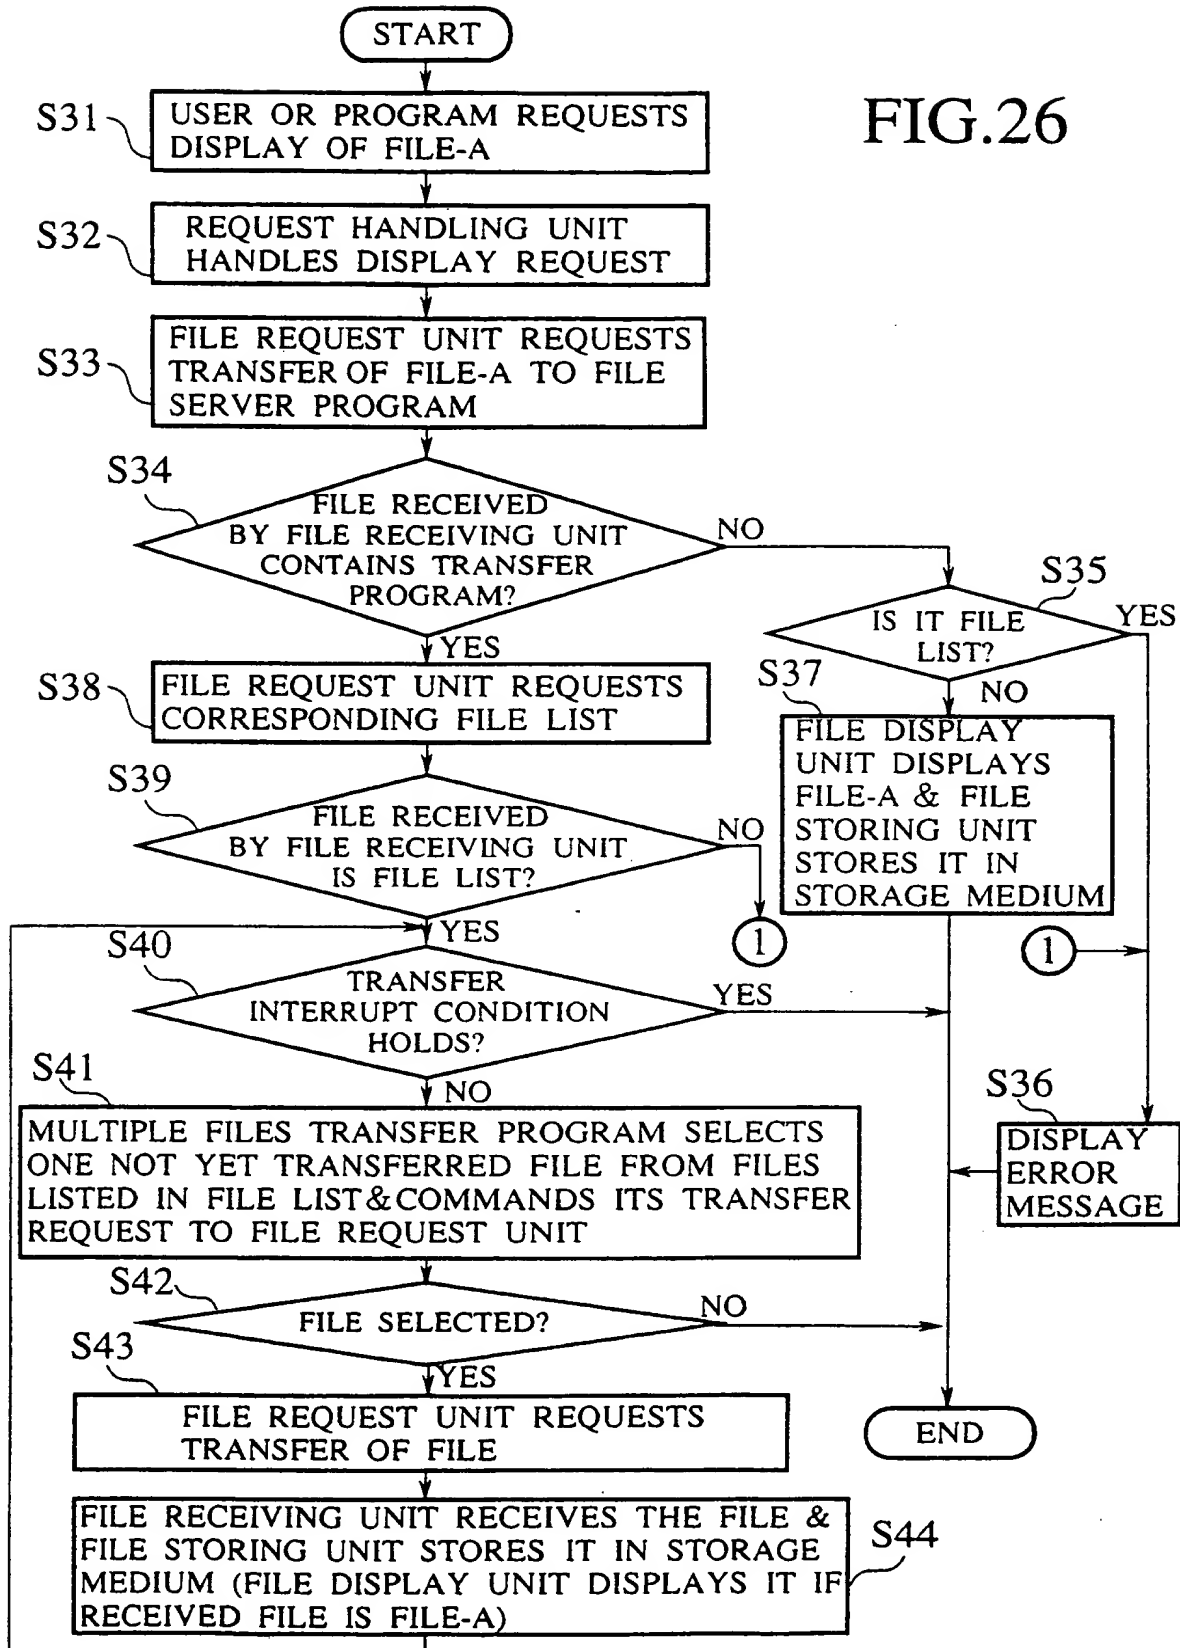 START
FIG.26
S31
USER OR PROGRAM REQUESTS
DISPLAY OF FILE-A
S32
REQUEST HANDLING UNIT
HANDLES DISPLAY REQUEST
S33
FILE REQUEST UNIT REQUESTS
TRANSFER OF FILE-A TO FILE
SERVER PROGRAM
S34
FILE RECEIVED
BY FILE RECEIVING UNIT
CONTAINS TRANSFER
PROGRAM?
NO
YES
S35
IS IT FILE
LIST?
YES
NO
S37
FILE DISPLAY
UNIT DISPLAYS
FILE-A & FILE
STORING UNIT
STORES IT IN
STORAGE MEDIUM
S38
FILE REQUEST UNIT REQUESTS
CORRESPONDING FILE LIST
S39
FILE RECEIVED
BY FILE RECEIVING UNIT
IS FILE LIST?
NO
YES
1
1
S40
TRANSFER
INTERRUPT CONDITION
HOLDS?
YES
NO
S36
DISPLAY
ERROR
MESSAGE
S41
MULTIPLE FILES TRANSFER PROGRAM SELECTS
ONE NOT YET TRANSFERRED FILE FROM FILES
LISTED IN FILE LIST&COMMANDS ITS TRANSFER
REQUEST TO FILE REQUEST UNIT
S42
FILE SELECTED?
NO
YES
S43
FILE REQUEST UNIT REQUESTS
TRANSFER OF FILE
END
S44
FILE RECEIVING UNIT RECEIVES THE FILE &
FILE STORING UNIT STORES IT IN STORAGE
MEDIUM (FILE DISPLAY UNIT DISPLAYS IT IF
RECEIVED FILE IS FILE-A)